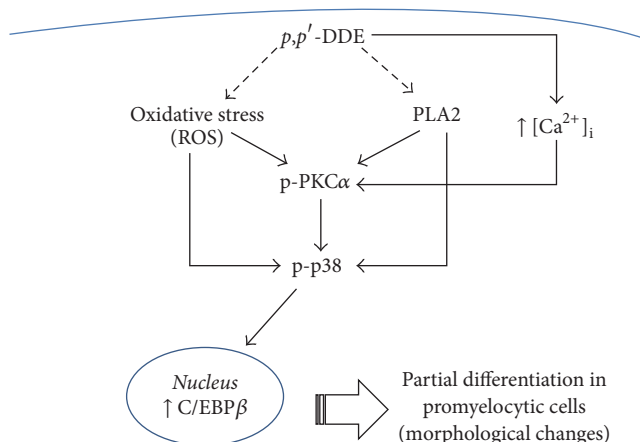 p,p′-DDE
Oxidative stress
(ROS)
PLA2
↑ [Ca²⁺]ᵢ
p-PKCα
p-p38
Nucleus
↑ C/EBPβ
Partial differentiation in
promyelocytic cells
(morphological changes)